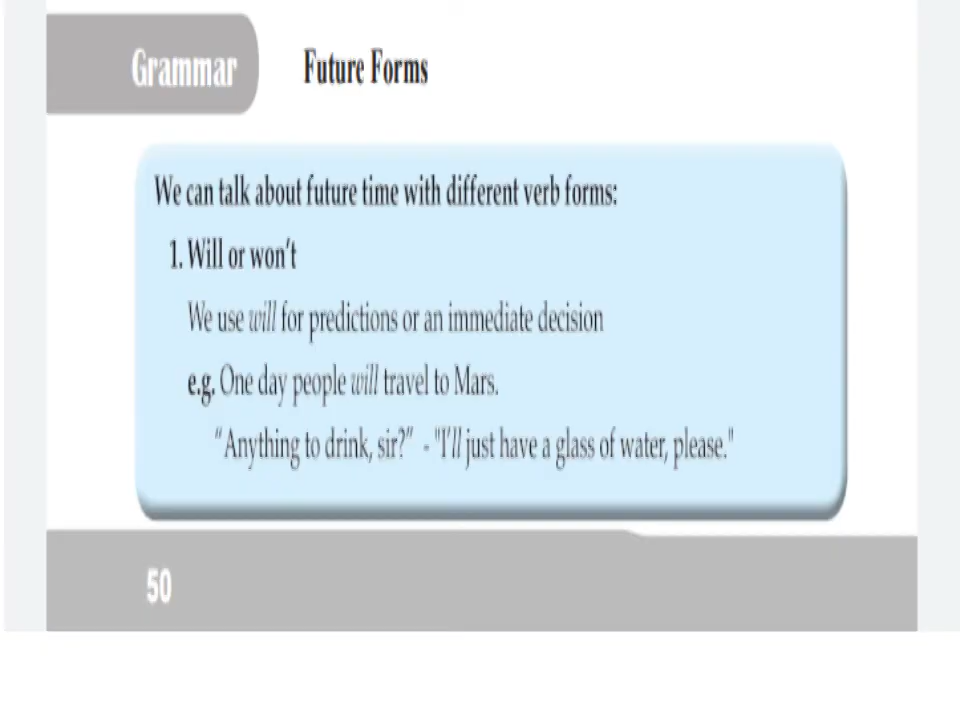 Grammar Future Forms
We can talk about future time with different verb forms:
1. Will or won't
We use will for predictions or an immediate decision
e.g. One day people will travel to Mars.
"Anything to drink, sir?" - "I'll just have a glass of water, please."
50